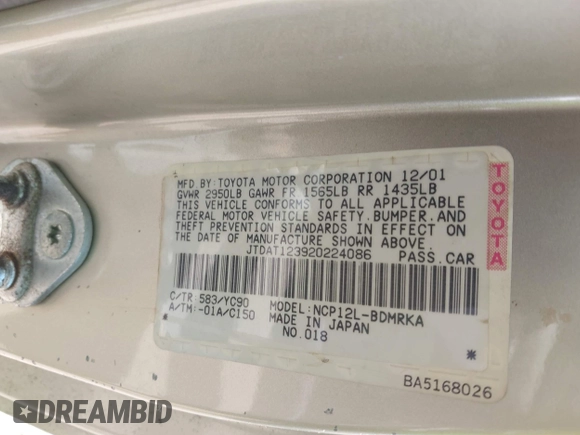 MFD.BY:TOYOTA MOTOR CORPORATION 12/01
GVWR 2950LB GAWR FR 1565LB RR 1435LB
THIS VEHICLE CONFORMS TO ALL APPLICABLE
FEDERAL MOTOR VEHICLE SAFETY.BUMPER.AND
THEFT PREVENTION STANDARDS IN EFFECT ON
THE DATE OF MANUFACTURE SHOWN ABOVE.
JTDAT123920224086 PASS.CAR
C/TR:583/YC90 MODEL:NCP12L-BDMRKA
A/TM:-01A/C150 MADE IN JAPAN
NO.018
* *
BA5168026
TOYOTA
DREAMBID